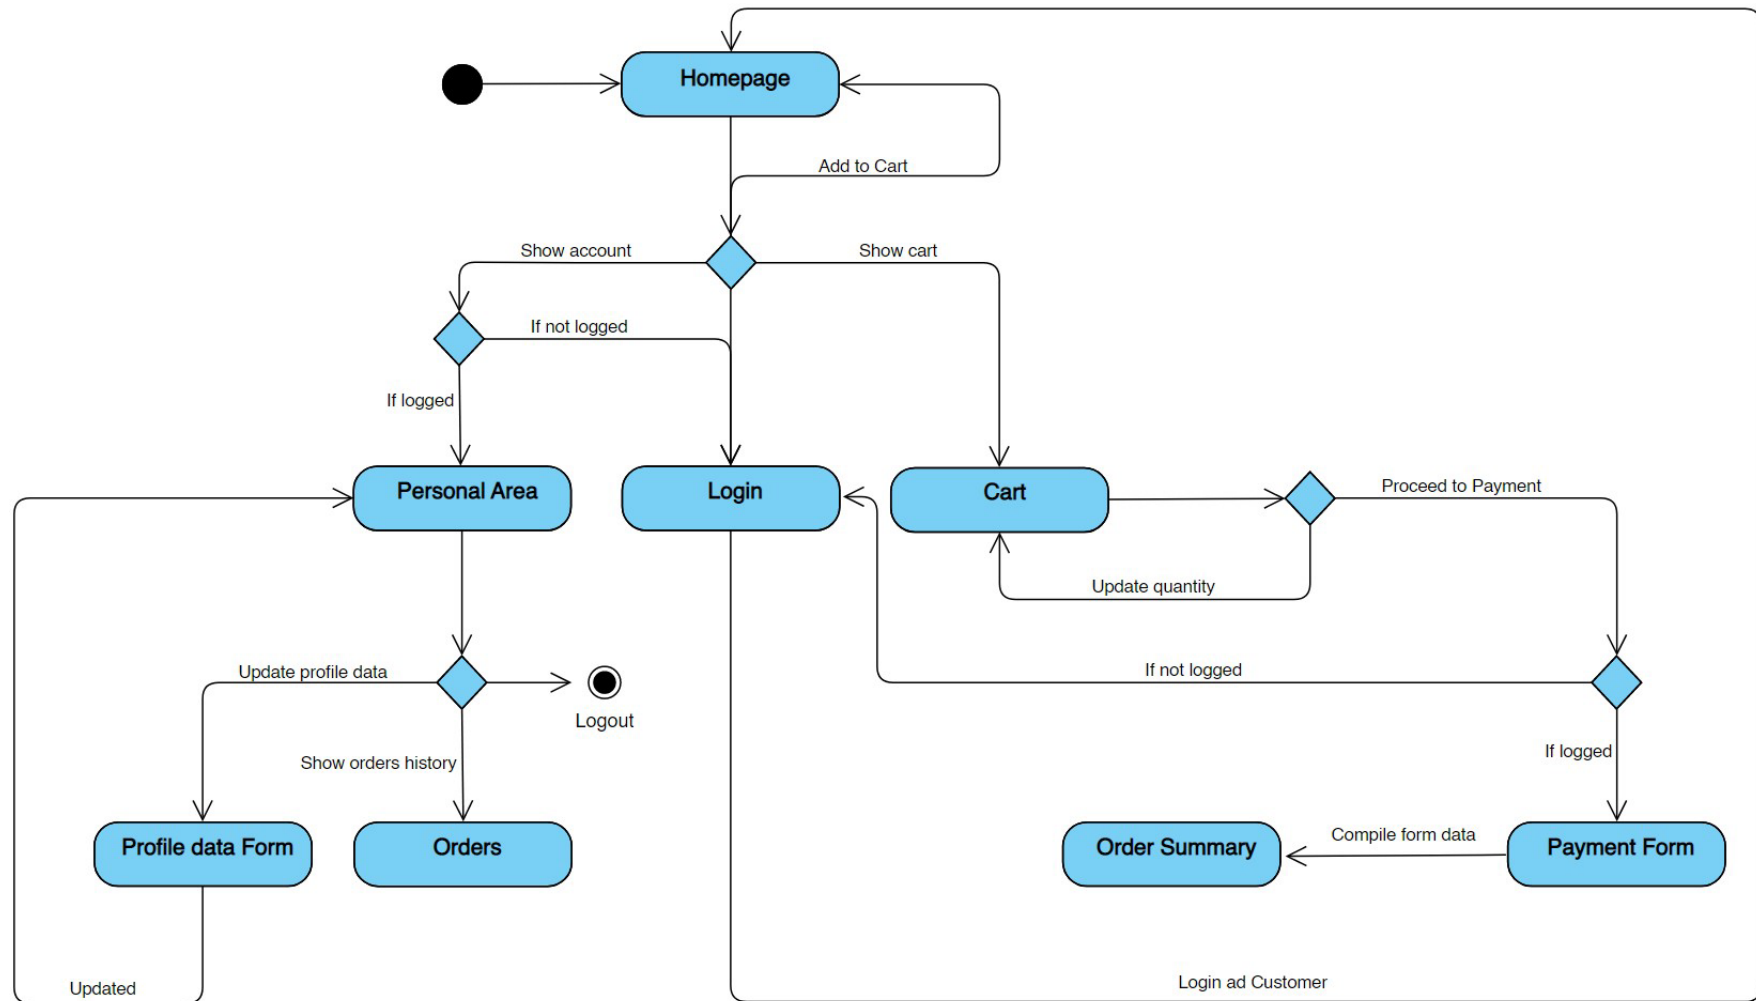 Homepage
Add to Cart
Show account
Show cart
If not logged
If logged
Personal Area
Login
Cart
Proceed to Payment
Update quantity
Update profile data
Logout
If not logged
Show orders history
If logged
Profile data Form
Orders
Order Summary
Compile form data
Payment Form
Updated
Login ad Customer